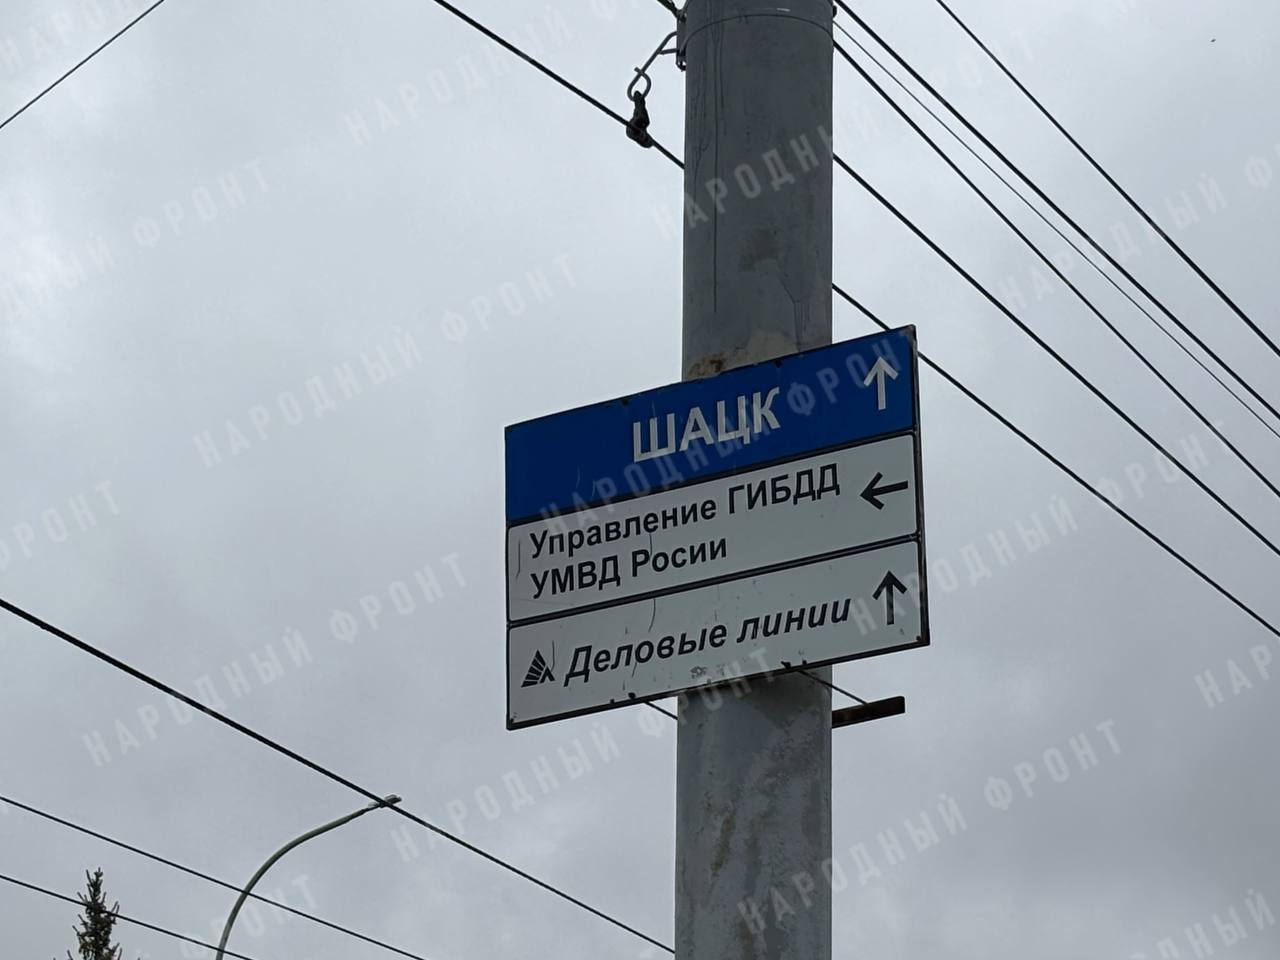 ШАЦК
Управление ГИБДД
УМВД Росии
Деловые линии
НАРОДНЫЙ ФРОНТ